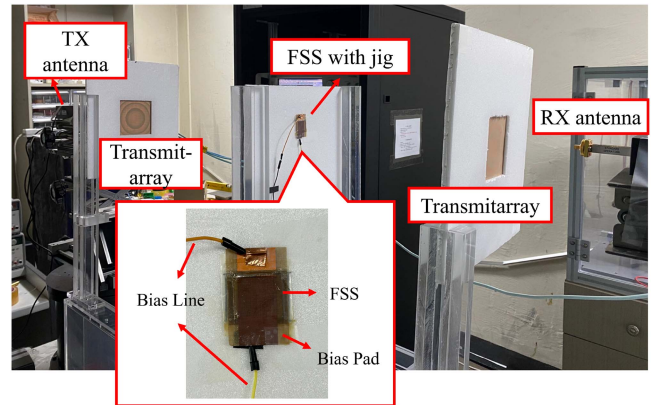 TX
antenna
FSS with jig
Transmit-
array
RX antenna
Transmitarray
Bias Line
FSS
Bias Pad